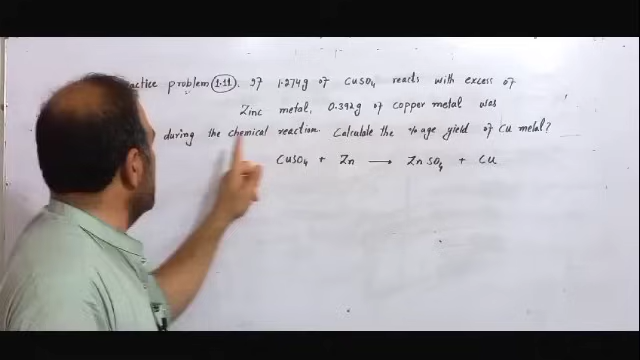 actice problem 1.11. If 1.274g of CuSO₄ reacts with excess of
Zinc metal, 0.392g of copper metal was
during the chemical reaction. Calculate the %age yield of Cu metal?
CuSO₄ + Zn ⟶ ZnSO₄ + Cu